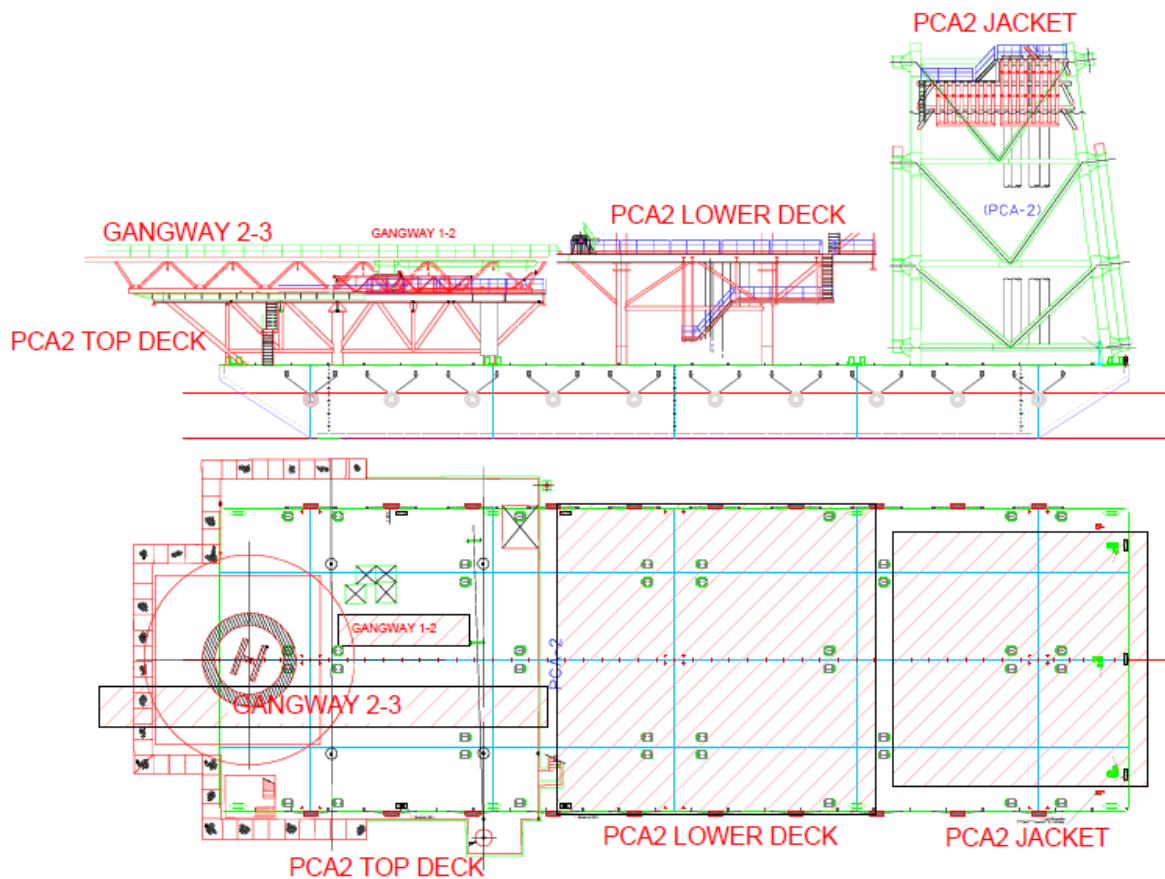 PCA2 JACKET
(PCA-2)
PCA2 LOWER DECK
GANGWAY 2-3
GANGWAY 1-2
PCA2 TOP DECK
GANGWAY 1-2
H
PCA-2
GANGWAY 2-3
PCA2 TOP DECK
PCA2 LOWER DECK
PCA2 JACKET